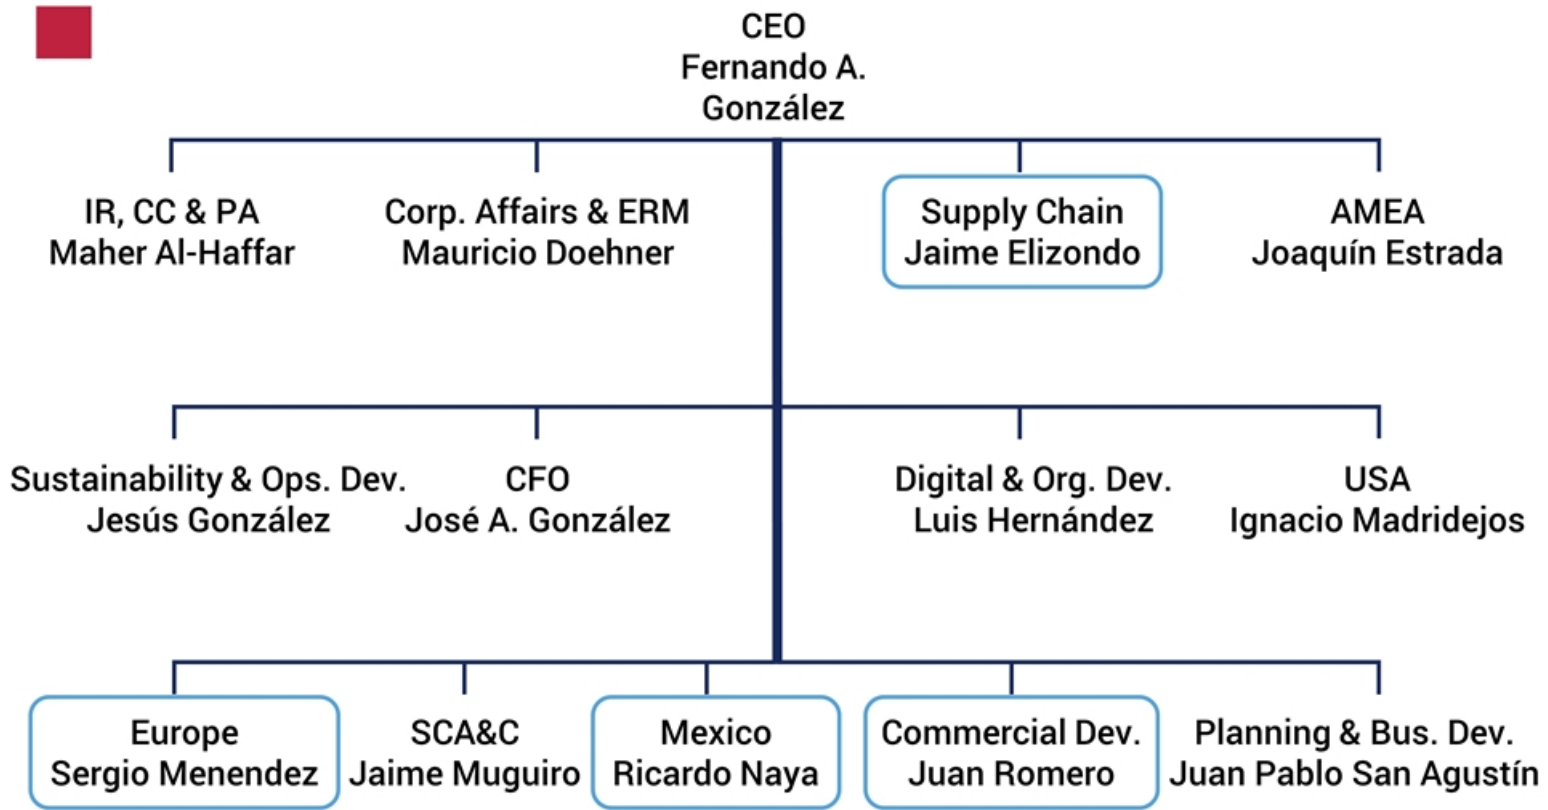 CEO
Fernando A.
González
IR, CC & PA
Maher Al-Haffar
Corp. Affairs & ERM
Mauricio Doehner
Supply Chain
Jaime Elizondo
AMEA
Joaquín Estrada
Sustainability & Ops. Dev.
Jesús González
CFO
José A. González
Digital & Org. Dev.
Luis Hernández
USA
Ignacio Madridejos
Europe
Sergio Menendez
SCA&C
Jaime Muguiro
Mexico
Ricardo Naya
Commercial Dev.
Juan Romero
Planning & Bus. Dev.
Juan Pablo San Agustín